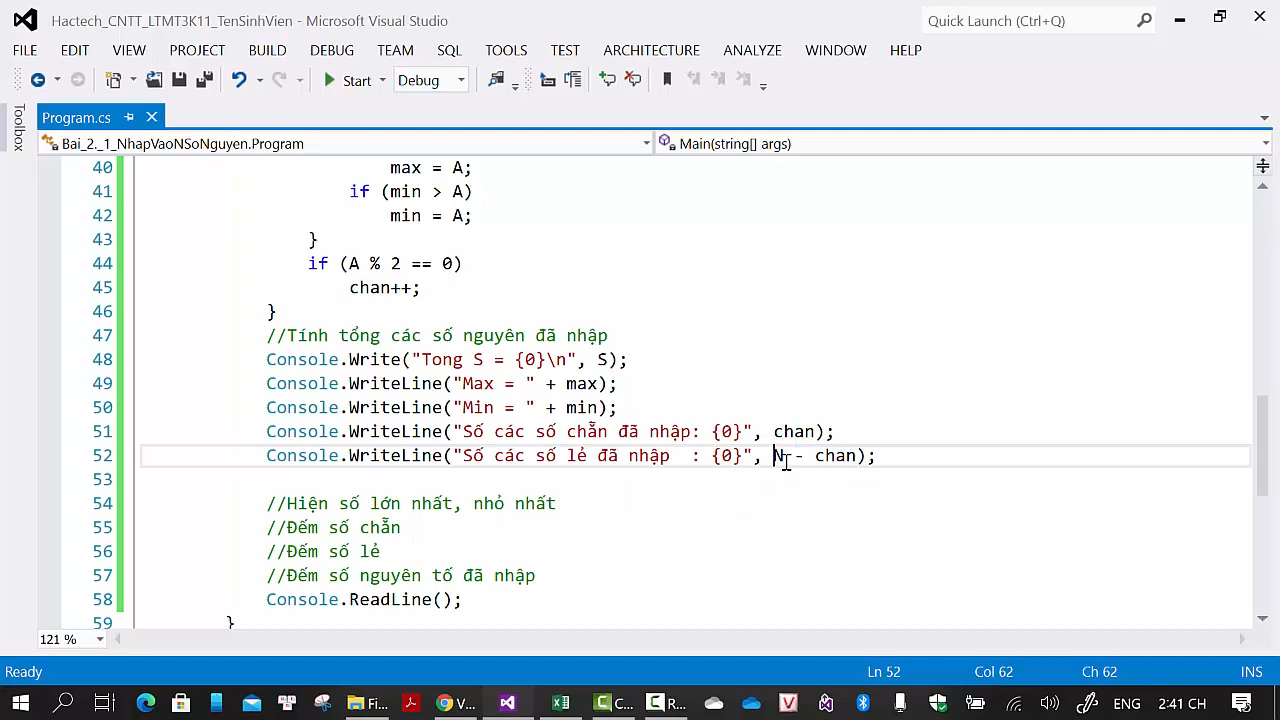 Hactech_CNTT_LTMT3K11_TenSinhVien - Microsoft Visual Studio
Quick Launch (Ctrl+Q)
FILE EDIT VIEW PROJECT BUILD DEBUG TEAM SQL TOOLS TEST ARCHITECTURE ANALYZE WINDOW HELP
Start Debug
Toolbox
Program.cs
Bai_2._1_NhapVaoNSoNguyen.Program Main(string[] args)
40 max = A;
41 if (min > A)
42 min = A;
43 }
44 if (A % 2 == 0)
45 chan++;
46 }
47 //Tính tổng các số nguyên đã nhập
48 Console.Write("Tong S = {0}\n", S);
49 Console.WriteLine("Max = " + max);
50 Console.WriteLine("Min = " + min);
51 Console.WriteLine("Số các số chẵn đã nhập: {0}", chan);
52 Console.WriteLine("Số các số lẻ đã nhập  : {0}", N - chan);
53
54 //Hiện số lớn nhất, nhỏ nhất
55 //Đếm số chẵn
56 //Đếm số lẻ
57 //Đếm số nguyên tố đã nhập
58 Console.ReadLine();
59 }
121 %
Ready Ln 52 Col 62 Ch 62 INS
Fi... V... C... R... ENG 2:41 CH